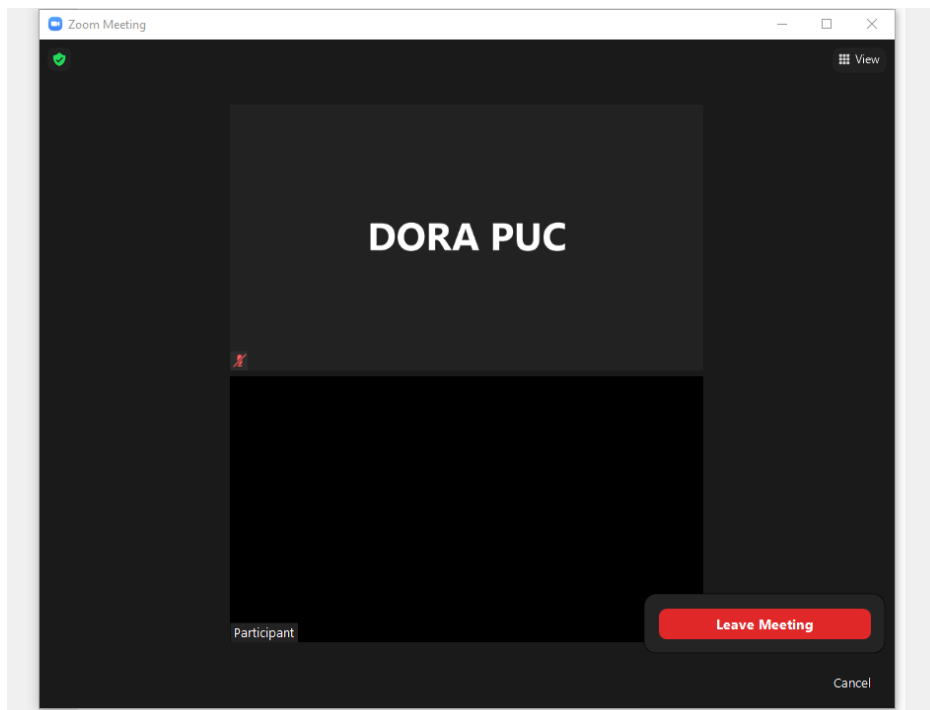 Zoom Meeting
View
DORA PUC
Participant
Leave Meeting
Cancel